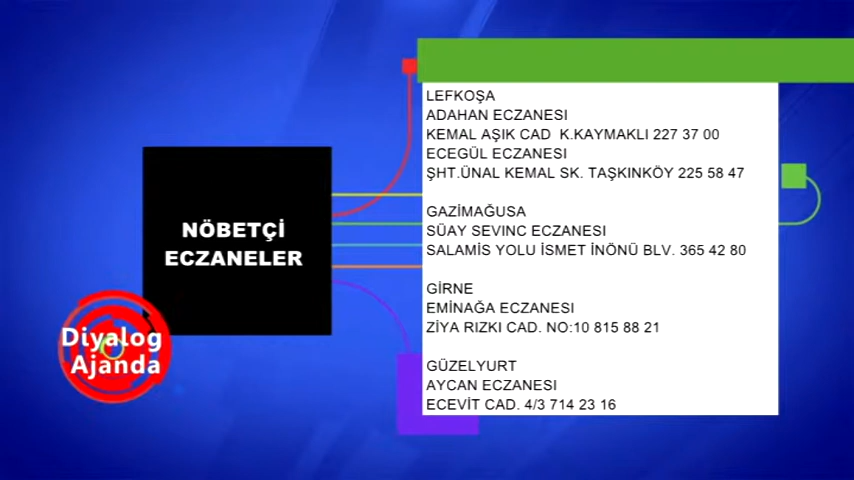 NÖBETÇİ
ECZANELER
Diyalog
Ajanda
LEFKOŞA
ADAHAN ECZANESI
KEMAL AŞIK CAD  K.KAYMAKLI 227 37 00
ECEGÜL ECZANESI
ŞHT.ÜNAL KEMAL SK. TAŞKINKÖY 225 58 47
GAZİMAĞUSA
SÜAY SEVINC ECZANESI
SALAMİS YOLU İSMET İNÖNÜ BLV. 365 42 80
GİRNE
EMİNAĞA ECZANESI
ZİYA RIZKI CAD. NO:10 815 88 21
GÜZELYURT
AYCAN ECZANESI
ECEVİT CAD. 4/3 714 23 16